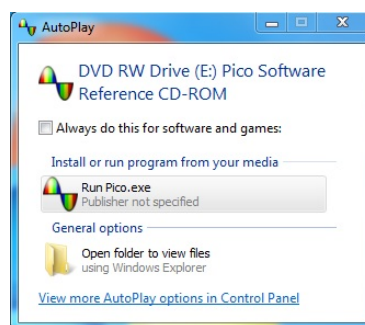 AutoPlay
DVD RW Drive (E:) Pico Software
Reference CD-ROM
Always do this for software and games:
Install or run program from your media
Run Pico.exe
Publisher not specified
General options
Open folder to view files
using Windows Explorer
View more AutoPlay options in Control Panel